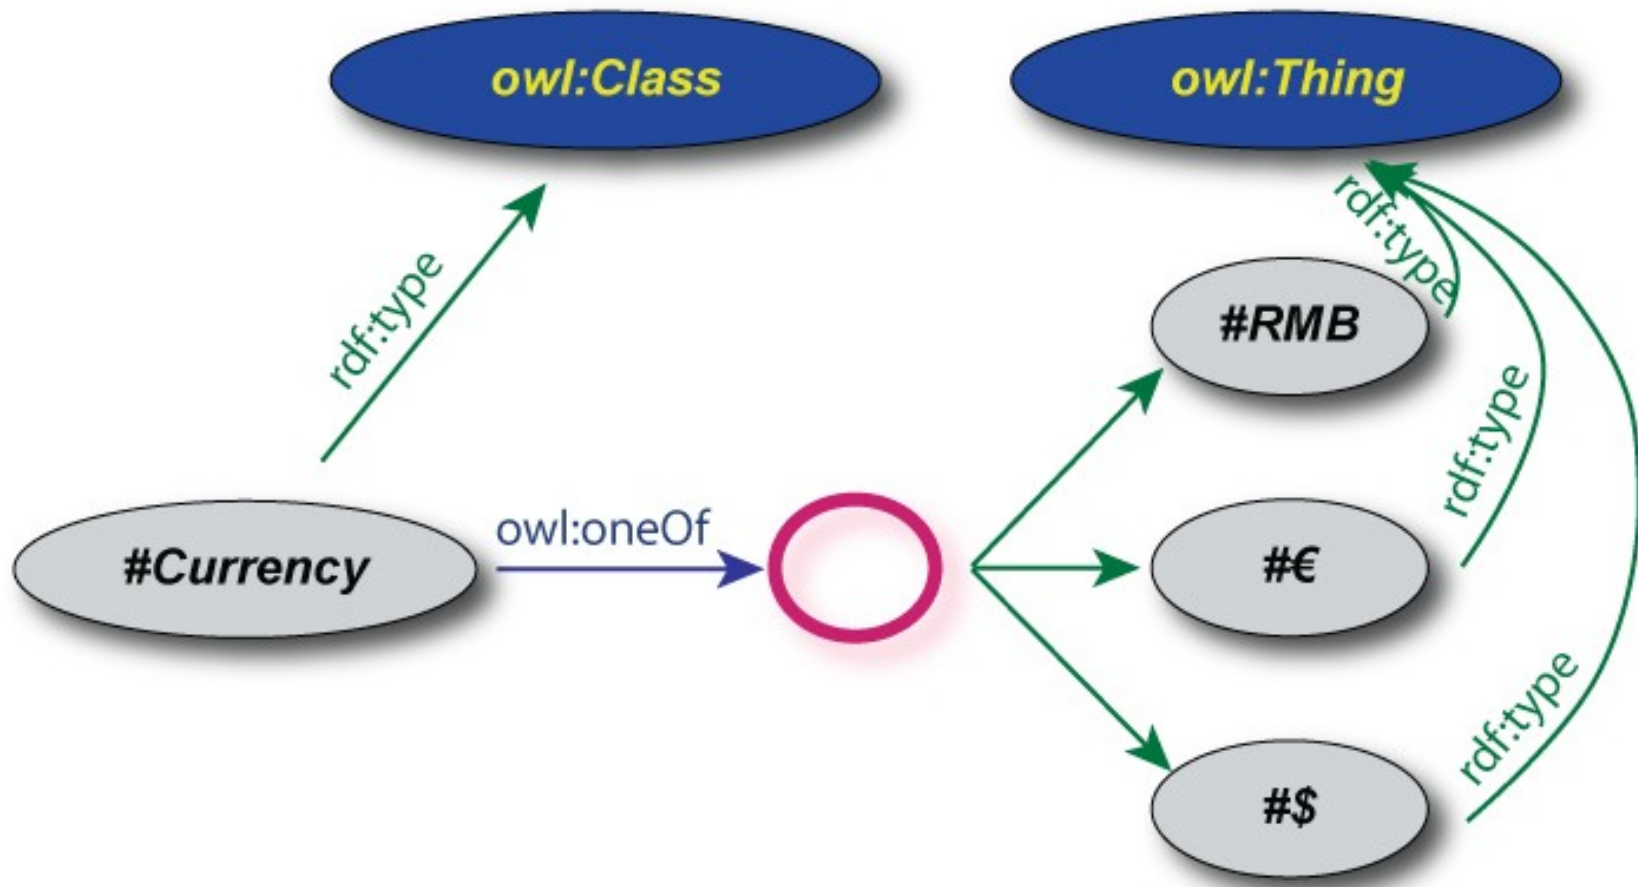 owl:Class
owl:Thing
rdf:type
rdf:type
#RMB
rdf:type
#Currency
owl:oneOf
#€
rdf:type
#$